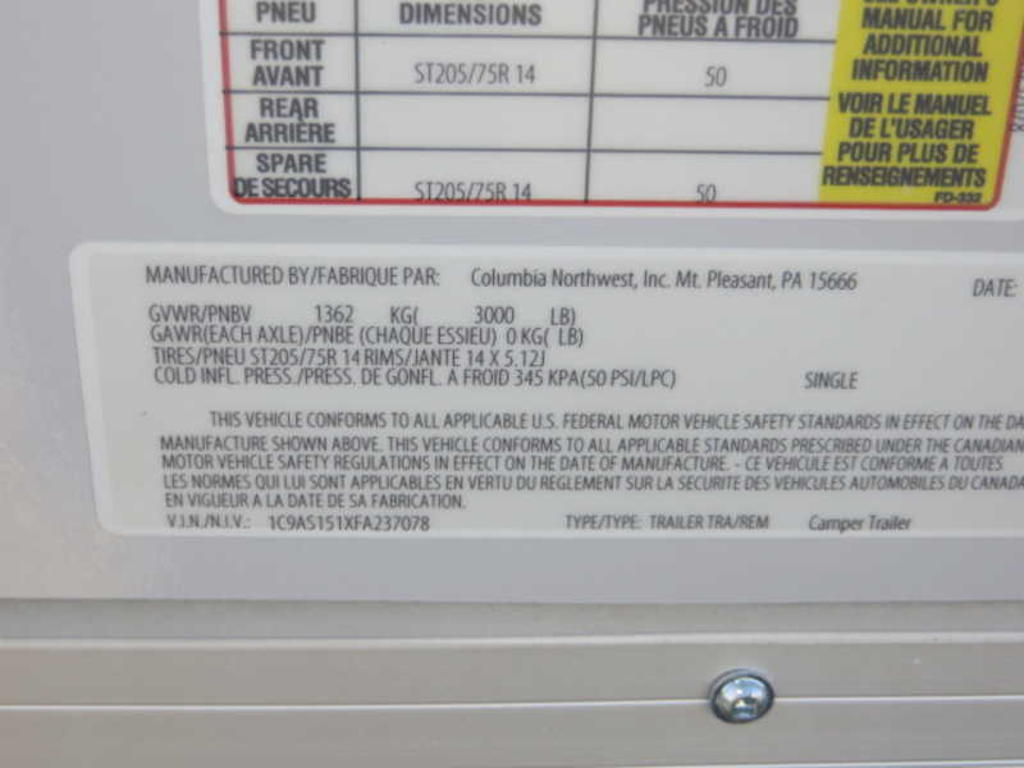 PNEU DIMENSIONS PRESSION DES PNEUS A FROID
FRONT AVANT ST205/75R 14 50
REAR ARRIÈRE
SPARE DE SECOURS ST205/75R 14 50
MANUAL FOR
ADDITIONAL
INFORMATION
VOIR LE MANUEL
DE L'USAGER
POUR PLUS DE
RENSEIGNEMENTS
FD-332
MANUFACTURED BY/FABRIQUE PAR: Columbia Northwest, Inc. Mt. Pleasant, PA 15666 DATE:
GVWR/PNBV 1362 KG( 3000 LB)
GAWR(EACH AXLE)/PNBE (CHAQUE ESSIEU) 0 KG( LB)
TIRES/PNEU ST205/75R 14 RIMS/JANTE 14 X 5.12J
COLD INFL. PRESS./PRESS. DE GONFL. A FROID 345 KPA(50 PSI/LPC) SINGLE
THIS VEHICLE CONFORMS TO ALL APPLICABLE U.S. FEDERAL MOTOR VEHICLE SAFETY STANDARDS IN EFFECT ON THE DA
MANUFACTURE SHOWN ABOVE. THIS VEHICLE CONFORMS TO ALL APPLICABLE STANDARDS PRESCRIBED UNDER THE CANADIAN
MOTOR VEHICLE SAFETY REGULATIONS IN EFFECT ON THE DATE OF MANUFACTURE. - CE VEHICULE EST CONFORME A TOUTES
LES NORMES QUI LUI SONT APPLICABLES EN VERTU DU REGLEMENT SUR LA SECURITE DES VEHICULES AUTOMOBILES DU CANADA
EN VIGUEUR A LA DATE DE SA FABRICATION.
V.I.N./N.I.V.: 1C9AS151XFA237078 TYPE/TYPE: TRAILER TRA/REM Camper Trailer